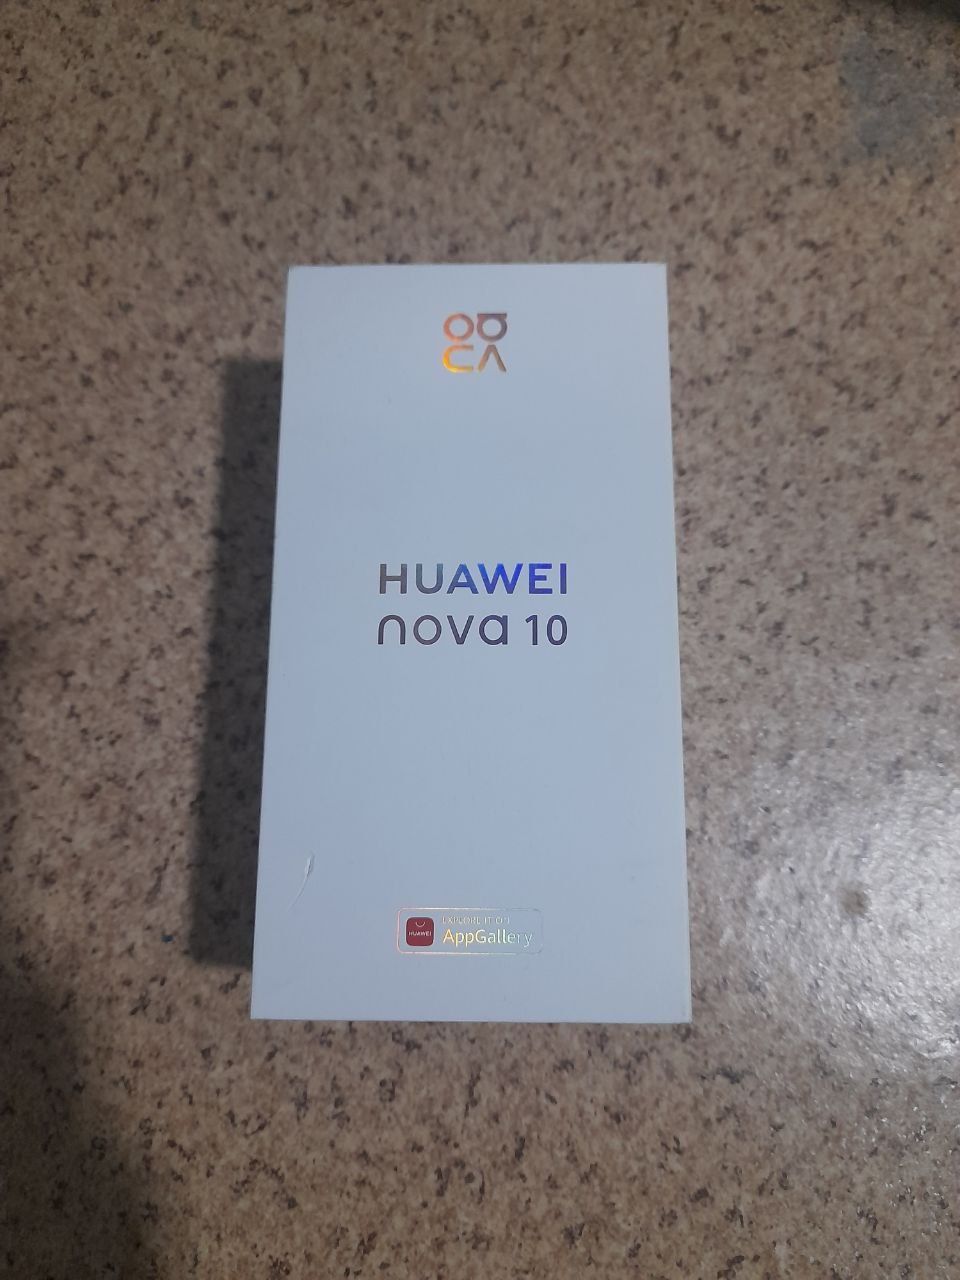 HUAWEI
nova 10
HUAWEI
EXPLORE IT ON
AppGallery